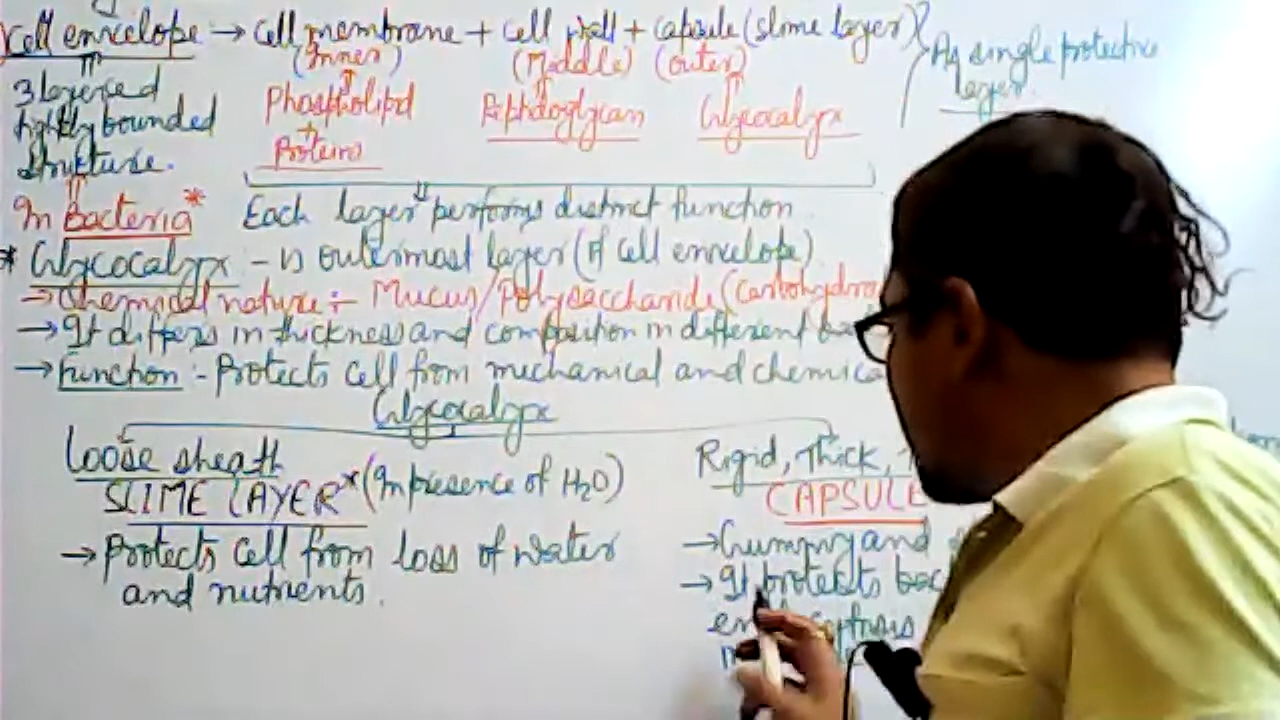 Cell envelope → Cell membrane + Cell wall + capsule (slime layer)
(Inner) (Middle) (outer)
As single protective
layer
3 layered
tightly bounded
structure.
Phospholipid
+
Proteins
Peptidoglycan
Glycocalyx
In Bacteria*
Each layer performs distinct function
* Glycocalyx :- is outermost layer (of cell envelope)
→ Chemical nature :- Mucus/Polysaccharide (Carbohydra
→ It differs in thickness and composition in different
→ Function :- Protects cell from mechanical and chemica
Glycocalyx
Loose sheath
SLIME LAYER* (In presence of H2O)
→ Protects cell from loss of water
and nutrients.
Rigid, Thick,
CAPSULE
→ Gummy and
→ It protects bac